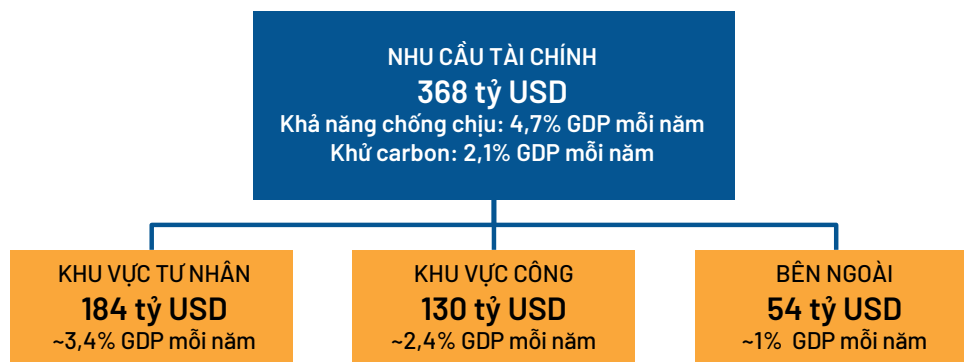 NHU CẦU TÀI CHÍNH
368 tỷ USD
Khả năng chống chịu: 4,7% GDP mỗi năm
Khử carbon: 2,1% GDP mỗi năm
KHU VỰC TƯ NHÂN
184 tỷ USD
~3,4% GDP mỗi năm
KHU VỰC CÔNG
130 tỷ USD
~2,4% GDP mỗi năm
BÊN NGOÀI
54 tỷ USD
~1% GDP mỗi năm